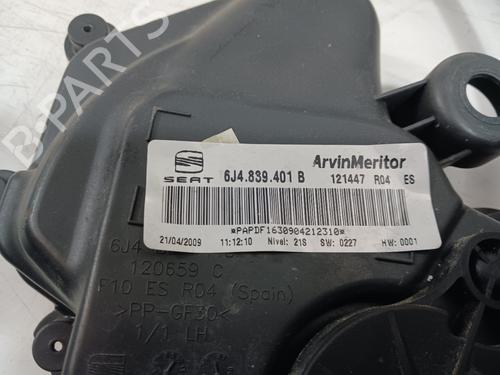 B-PARTS
SEAT
6J4.839.401 B
ArvinMeritor
121447 R04 ES
*PAPDF1630904212310*
21/04/2009 11:12:10 Nivel: 21S SW: 0227 HW: 0001
6J4
120659 C
F10 ES R04 (Spain)
>PP-GF30<
1/1 LH